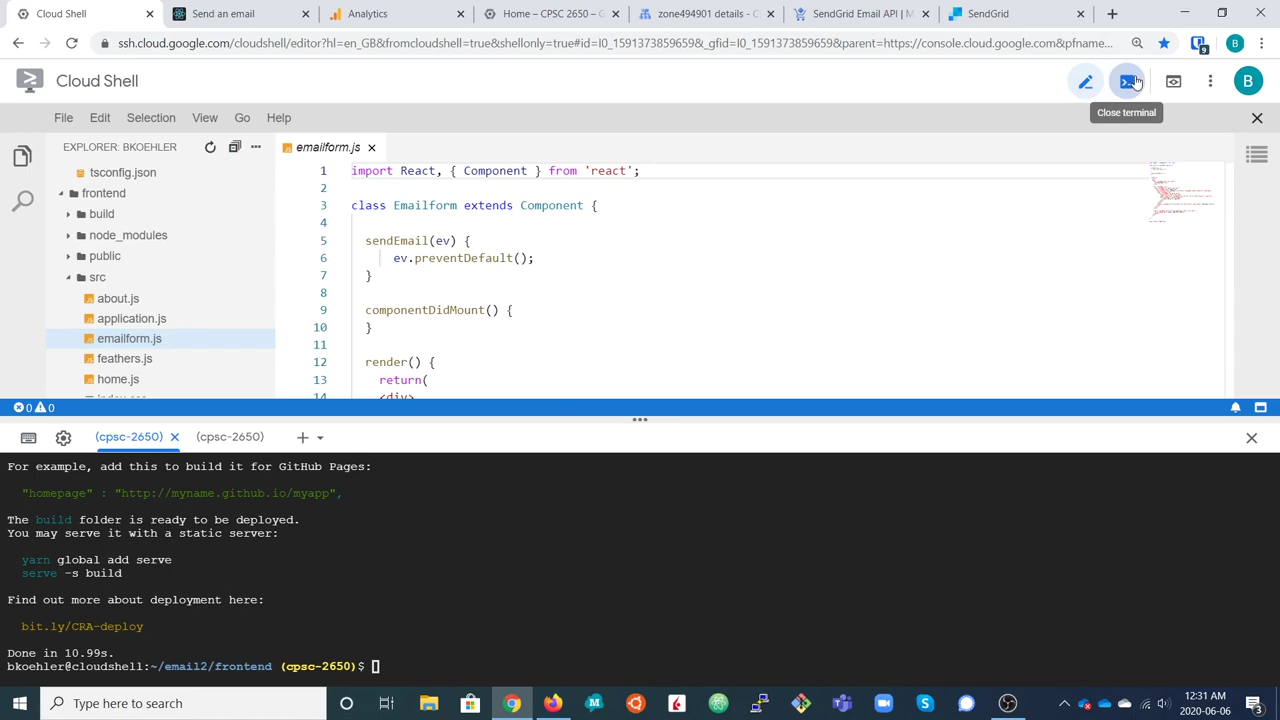 Cloud Shell
Send an email
Analytics
Home – CPSC 2650 – G
zone494901 details - C
SendGrid Email API | M
SendGrid
ssh.cloud.google.com/cloudshell/editor?hl=en_GB&fromcloudshell=true&shellonly=true#id=I0_1591373859659&_gfid=I0_1591373859659&parent=https://console.cloud.google.com&pfname...
9
B
Cloud Shell
B
Close terminal
File Edit Selection View Go Help
EXPLORER: BKOEHLER
emailform.js
tsconfig.json
frontend
build
node_modules
public
src
about.js
application.js
emailform.js
feathers.js
home.js
1 import React, { Component } from 'react';
2
3 class Emailform extends Component {
4
5 sendEmail(ev) {
6 ev.preventDefault();
7 }
8
9 componentDidMount() {
10 }
11
12 render() {
13 return(
14 <div>
0 0
(cpsc-2650) (cpsc-2650)
For example, add this to build it for GitHub Pages:
"homepage" : "http://myname.github.io/myapp",
The build folder is ready to be deployed.
You may serve it with a static server:
yarn global add serve
serve -s build
Find out more about deployment here:
bit.ly/CRA-deploy
Done in 10.99s.
bkoehler@cloudshell:~/email2/frontend (cpsc-2650)$
Type here to search
12:31 AM
2020-06-06
3